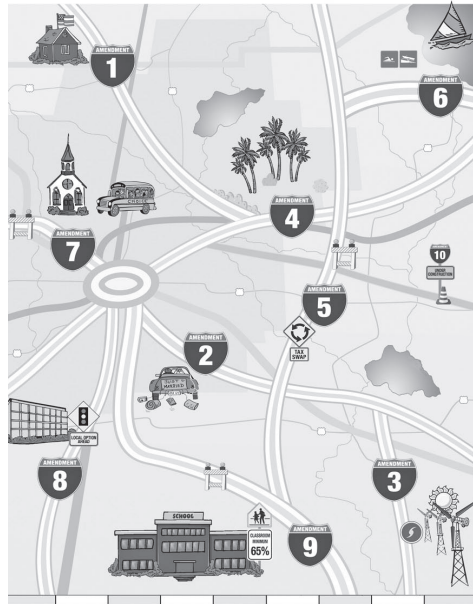 AMENDMENT
1
AMENDMENT
6
CHOICE
AMENDMENT
4
AMENDMENT
7
10
UNDER
CONSTRUCTION
AMENDMENT
5
TAX
SWAP
AMENDMENT
2
JUST
MARRIED
LOCAL OPTION
AHEAD
AMENDMENT
8
AMENDMENT
3
SCHOOL
CLASSROOM
MINIMUM
65%
AMENDMENT
9